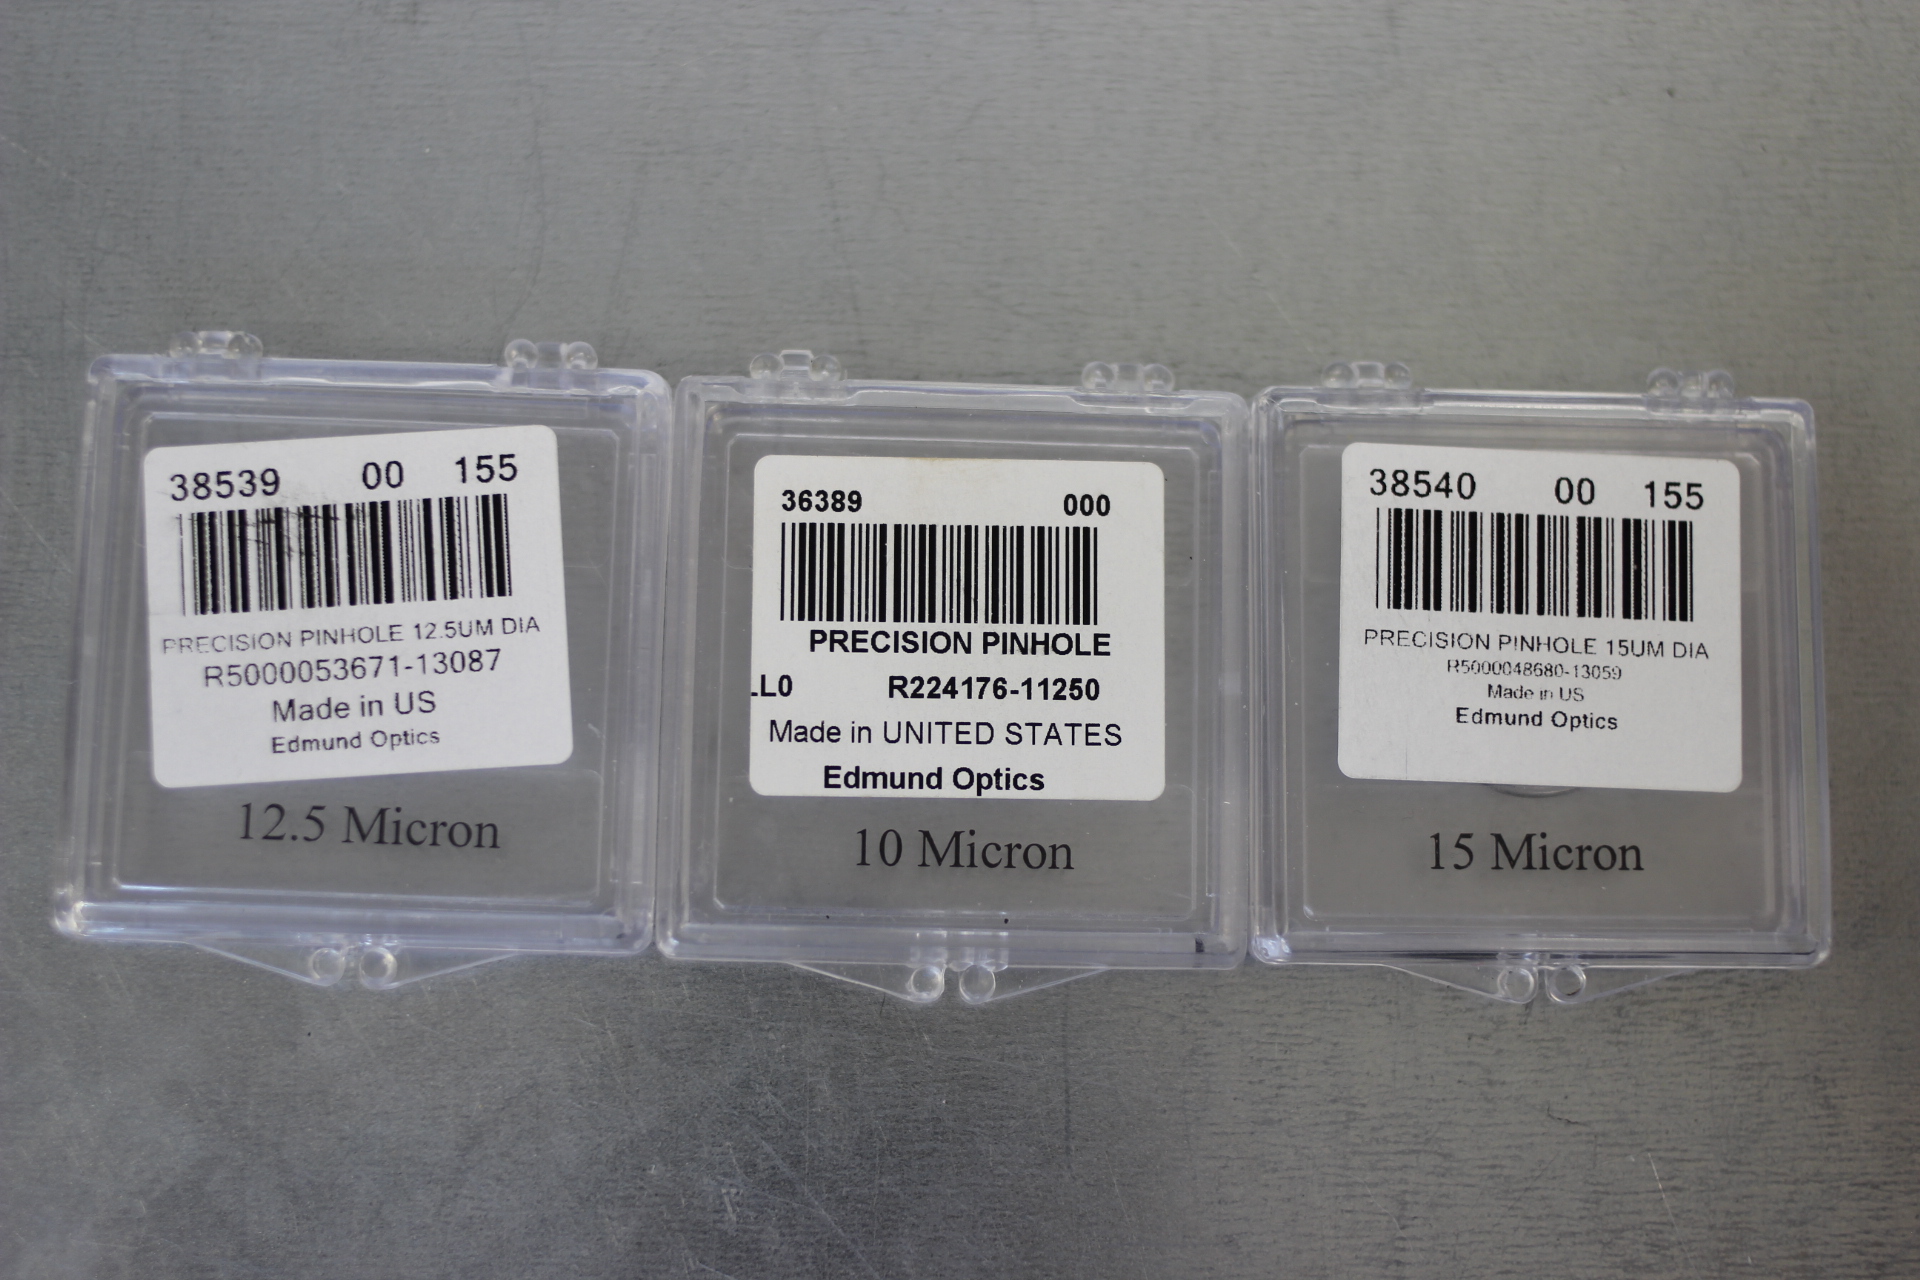 38539 00 155
PRECISION PINHOLE 12.5UM DIA
R5000053671-13087
Made in US
Edmund Optics
12.5 Micron
36389 000
PRECISION PINHOLE
LL0 R224176-11250
Made in UNITED STATES
Edmund Optics
10 Micron
38540 00 155
PRECISION PINHOLE 15UM DIA
R5000048680-13059
Made in US
Edmund Optics
15 Micron